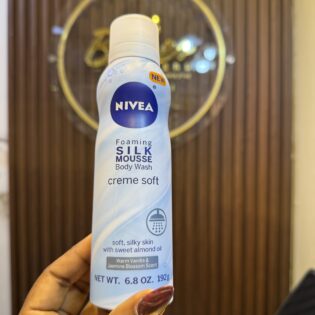 NEW
NIVEA
Foaming
SILK
MOUSSE
Body Wash
creme soft
soft, silky skin
with sweet almond oil
Warm Vanilla &
Jasmine Blossom Scent
NET WT. 6.8 OZ. 192g